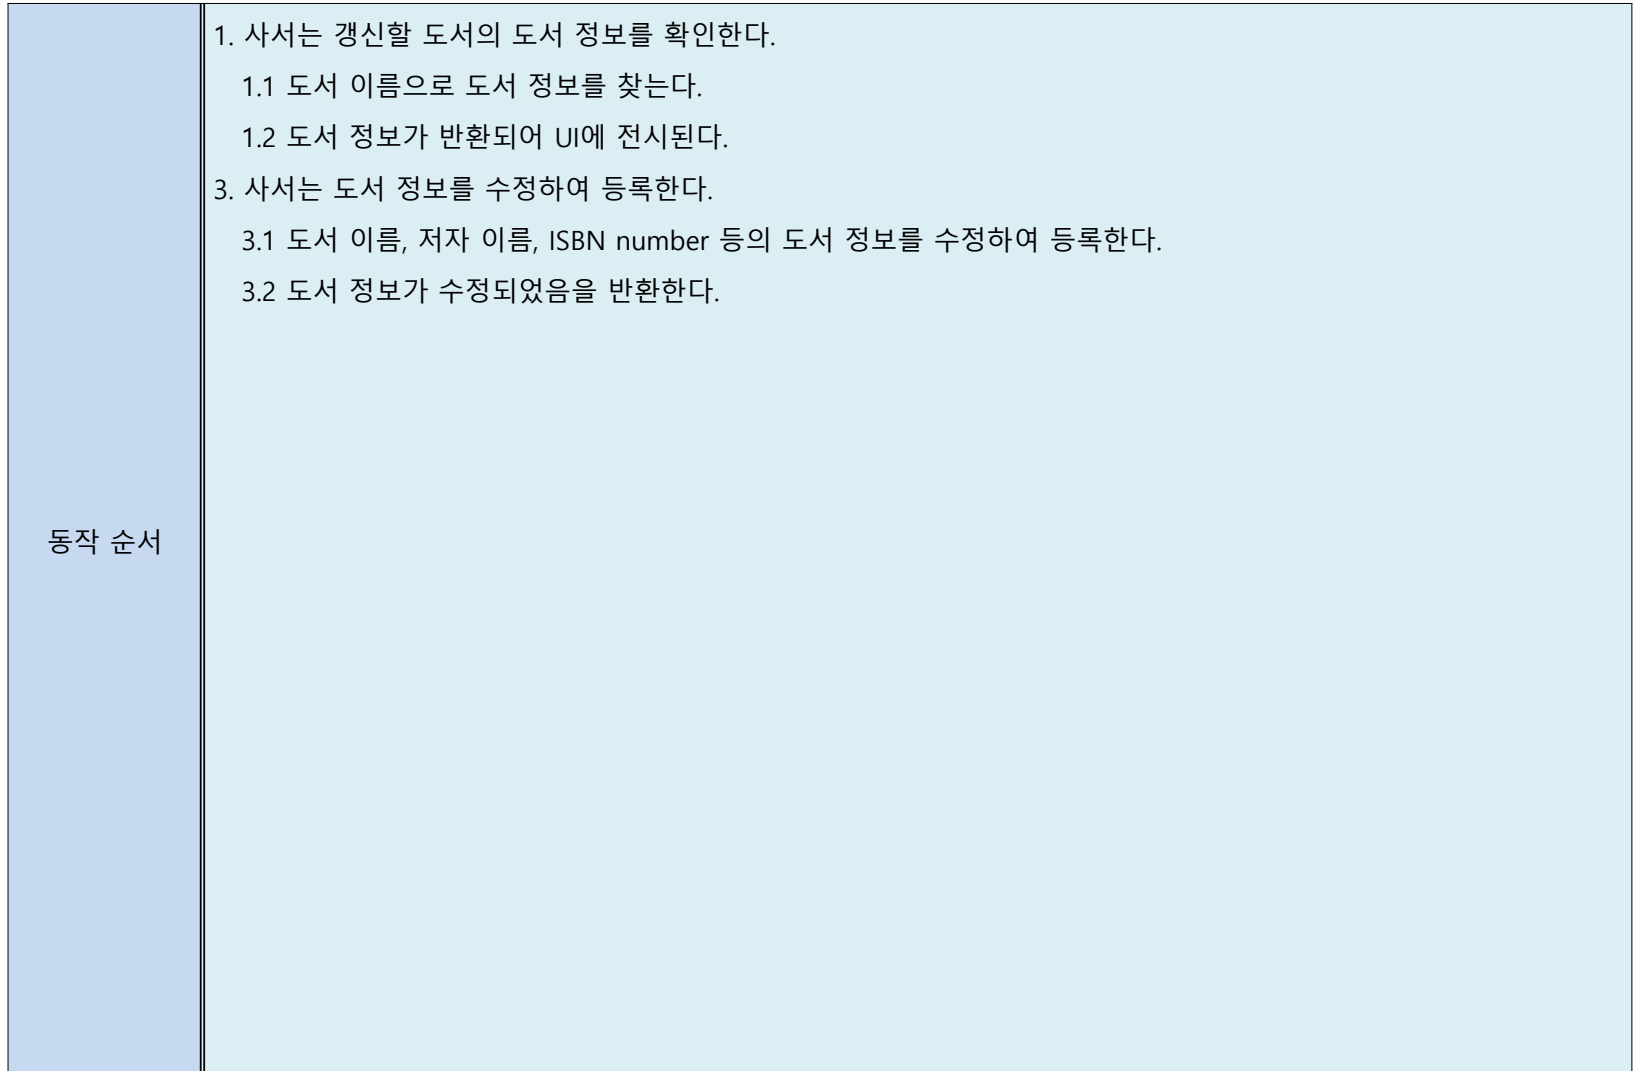 1. 사서는 갱신할 도서의 도서 정보를 확인한다.
1.1 도서 이름으로 도서 정보를 찾는다.
1.2 도서 정보가 반환되어 UI에 전시된다.
3. 사서는 도서 정보를 수정하여 등록한다.
3.1 도서 이름, 저자 이름, ISBN number 등의 도서 정보를 수정하여 등록한다.
3.2 도서 정보가 수정되었음을 반환한다.
동작 순서